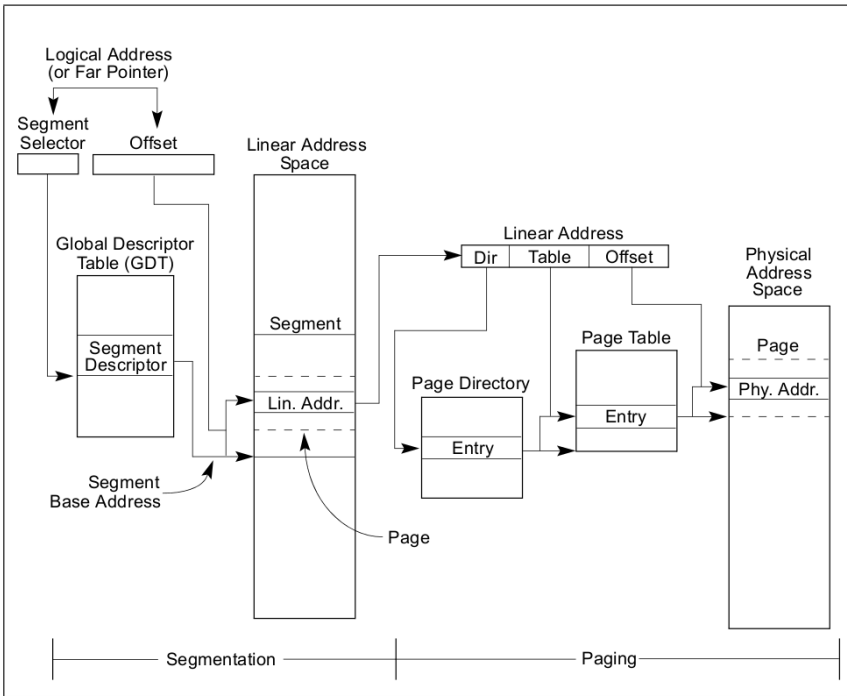 Logical Address
(or Far Pointer)
Segment
Selector
Offset
Linear Address
Space
Global Descriptor
Table (GDT)
Segment
Descriptor
Segment
Lin. Addr.
Segment
Base Address
Page
Linear Address
Dir
Table
Offset
Physical
Address
Space
Page Table
Page Directory
Entry
Entry
Page
Phy. Addr.
Segmentation
Paging